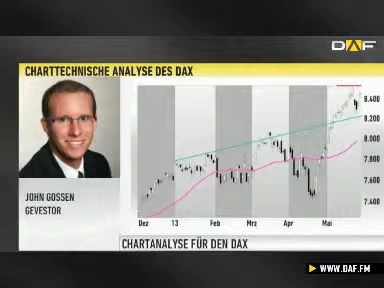 DAF
CHARTTECHNISCHE ANALYSE DES DAX
8.400
8.200
8.000
7.800
7.600
7.400
JOHN GOSSEN
GEVESTOR
Dez 13 Feb Mrz Apr Mai
CHARTANALYSE FÜR DEN DAX
WWW.DAF.FM